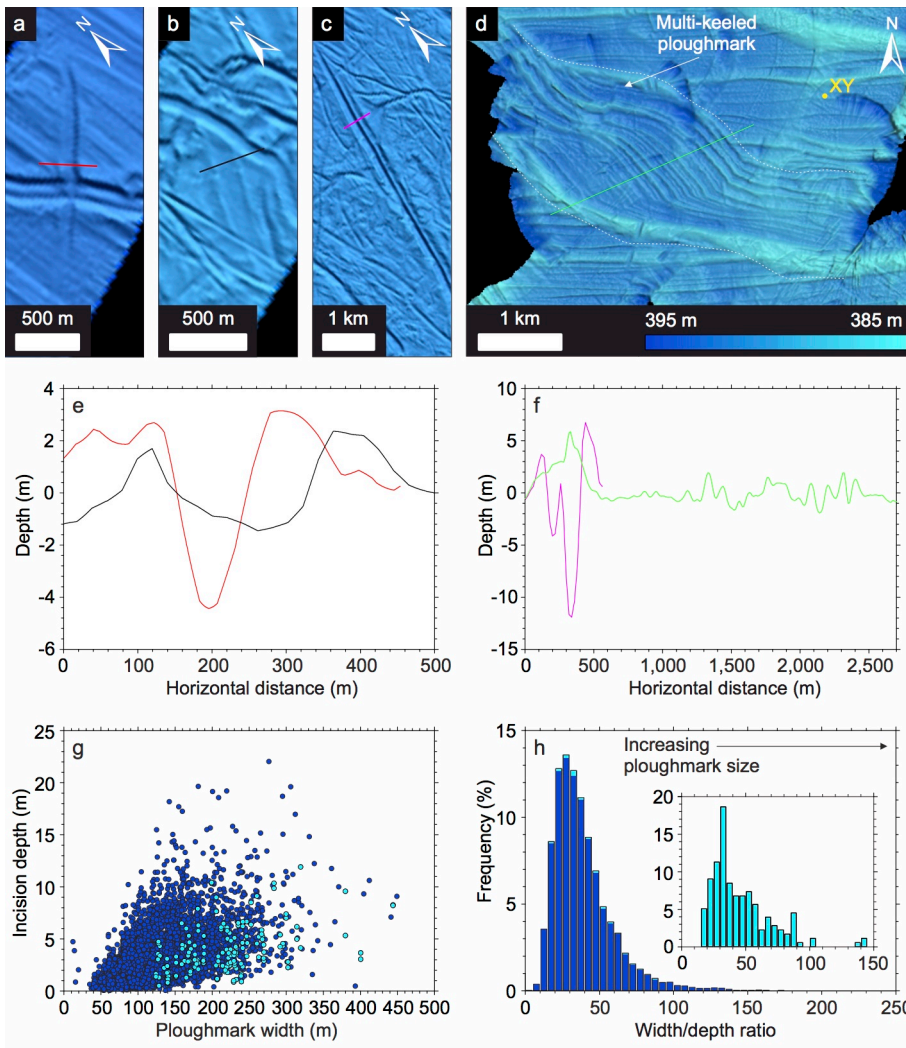 a
N
500 m
b
N
500 m
c
N
1 km
d
Multi-keeled
ploughmark
N
XY
1 km
395 m
385 m
e
4
2
0
-2
-4
-6
Depth (m)
0
100
200
300
400
500
Horizontal distance (m)
f
10
5
0
-5
-10
-15
Depth (m)
0
500
1,000
1,500
2,000
2,500
Horizontal distance (m)
g
25
20
15
10
5
0
Incision depth (m)
0
50
100
150
200
250
300
350
400
450
500
Ploughmark width (m)
h
Increasing
ploughmark size
15
10
5
0
Frequency (%)
0
50
100
150
200
250
Width/depth ratio
20
15
10
5
0
0
50
100
150